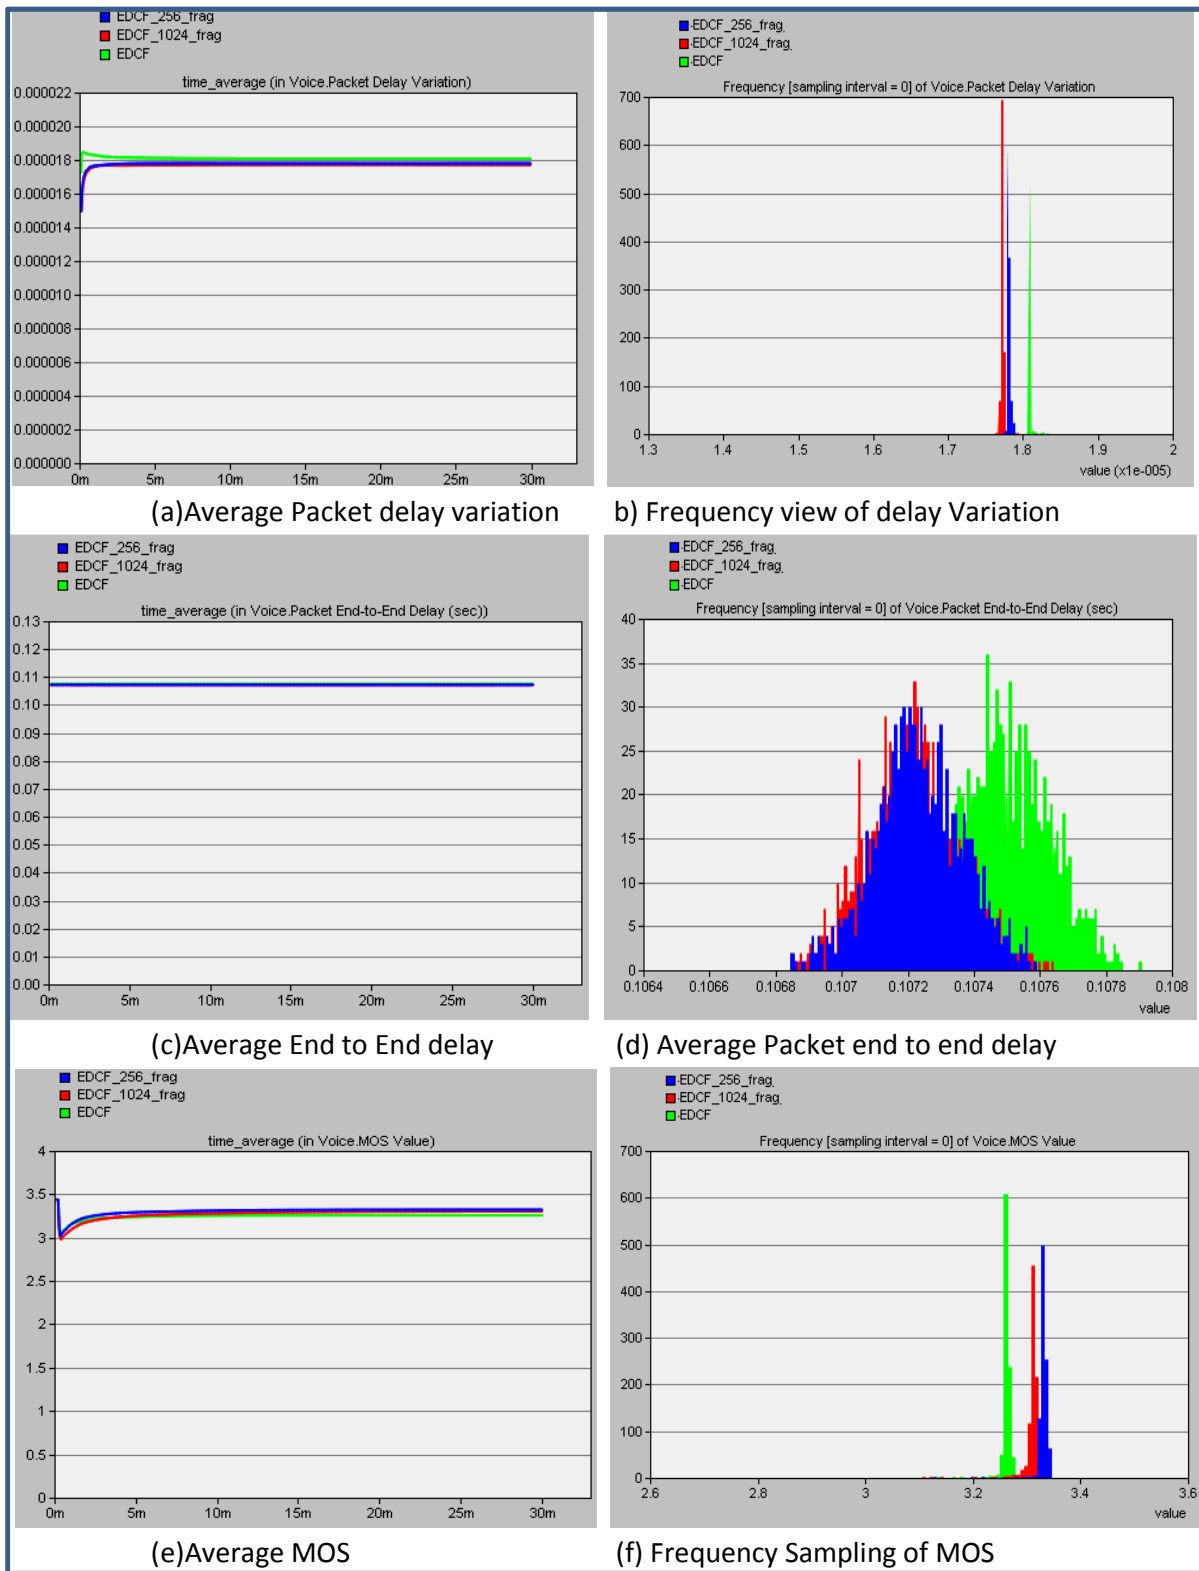 EDCF_256_frag
EDCF_1024_frag
EDCF
time_average (in Voice.Packet Delay Variation)
0.000022
0.000020
0.000018
0.000016
0.000014
0.000012
0.000010
0.000008
0.000006
0.000004
0.000002
0.000000
0m 5m 10m 15m 20m 25m 30m
(a)Average Packet delay variation
EDCF_256_frag
EDCF_1024_frag
EDCF
Frequency [sampling interval = 0] of Voice.Packet Delay Variation
700
600
500
400
300
200
100
0
1.3 1.4 1.5 1.6 1.7 1.8 1.9 2
value (x1e-005)
b) Frequency view of delay Variation
EDCF_256_frag
EDCF_1024_frag
EDCF
time_average (in Voice.Packet End-to-End Delay (sec))
0.13
0.12
0.11
0.10
0.09
0.08
0.07
0.06
0.05
0.04
0.03
0.02
0.01
0.00
0m 5m 10m 15m 20m 25m 30m
(c)Average End to End delay
EDCF_256_frag
EDCF_1024_frag
EDCF
Frequency [sampling interval = 0] of Voice.Packet End-to-End Delay (sec)
40
35
30
25
20
15
10
5
0
0.1064 0.1066 0.1068 0.107 0.1072 0.1074 0.1076 0.1078 0.108
value
(d) Average Packet end to end delay
EDCF_256_frag
EDCF_1024_frag
EDCF
time_average (in Voice.MOS Value)
4
3.5
3
2.5
2
1.5
1
0.5
0
0m 5m 10m 15m 20m 25m 30m
(e)Average MOS
EDCF_256_frag
EDCF_1024_frag
EDCF
Frequency [sampling interval = 0] of Voice.MOS Value
700
600
500
400
300
200
100
0
2.6 2.8 3 3.2 3.4 3.6
value
(f) Frequency Sampling of MOS